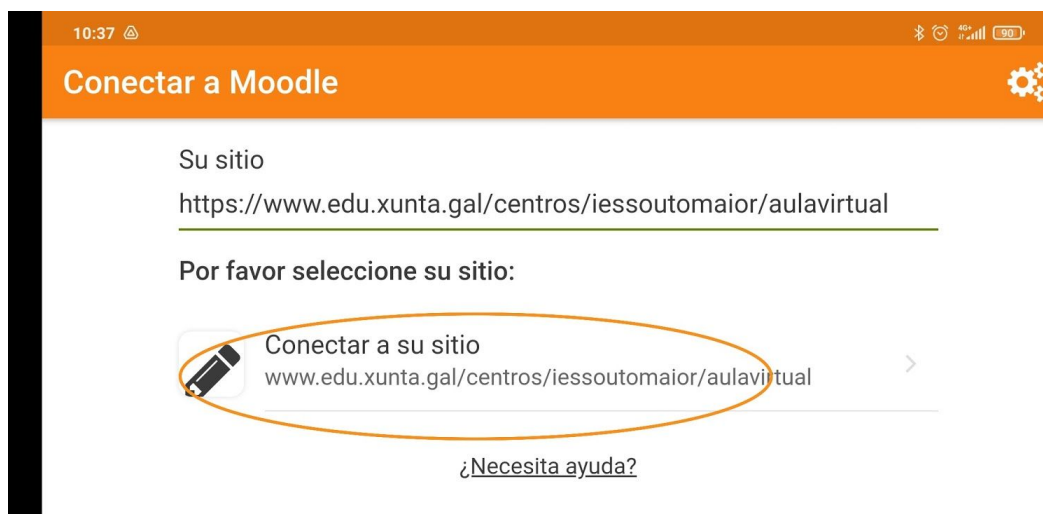 10:37
4G+ 90
Conectar a Moodle
Su sitio
https://www.edu.xunta.gal/centros/iessoutomaior/aulavirtual
Por favor seleccione su sitio:
Conectar a su sitio
www.edu.xunta.gal/centros/iessoutomaior/aulavirtual
¿Necesita ayuda?